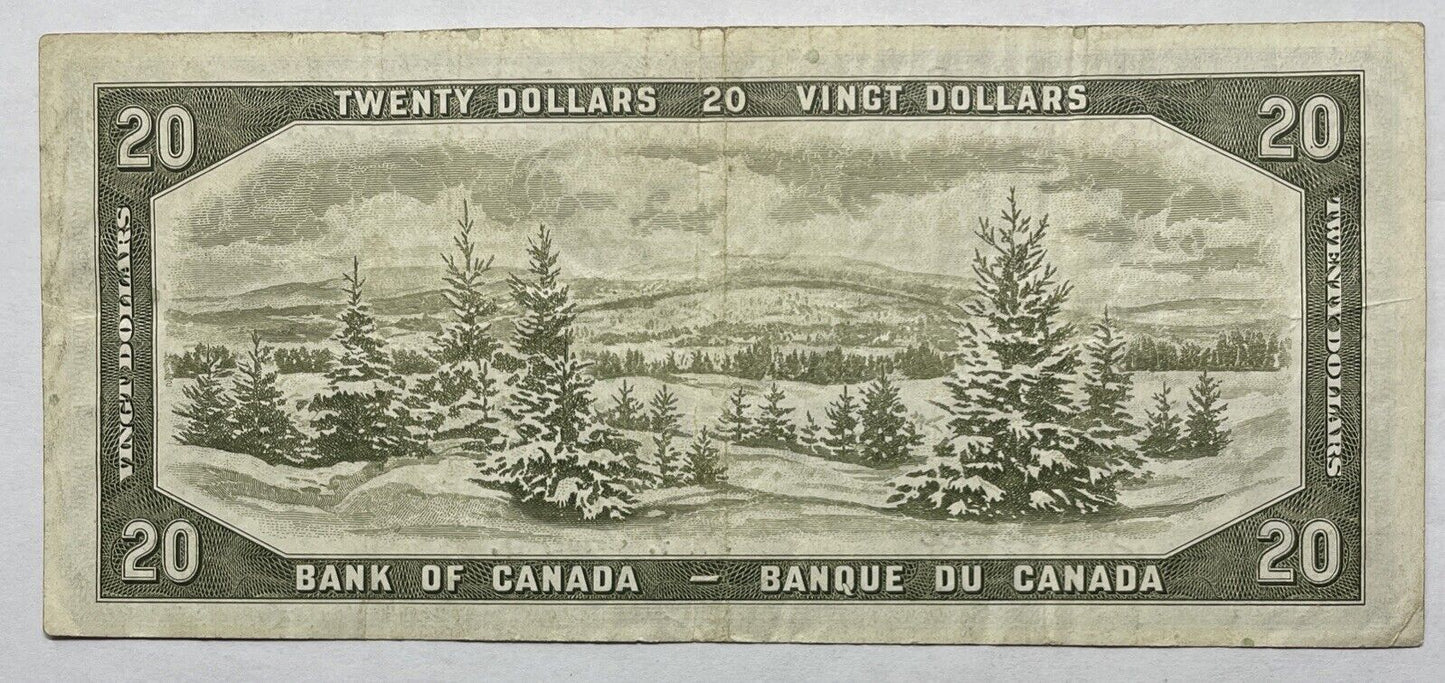 TWENTY DOLLARS 20 VINGT DOLLARS
20
20
VINGT DOLLARS
TWENTY DOLLARS
20
20
BANK OF CANADA — BANQUE DU CANADA